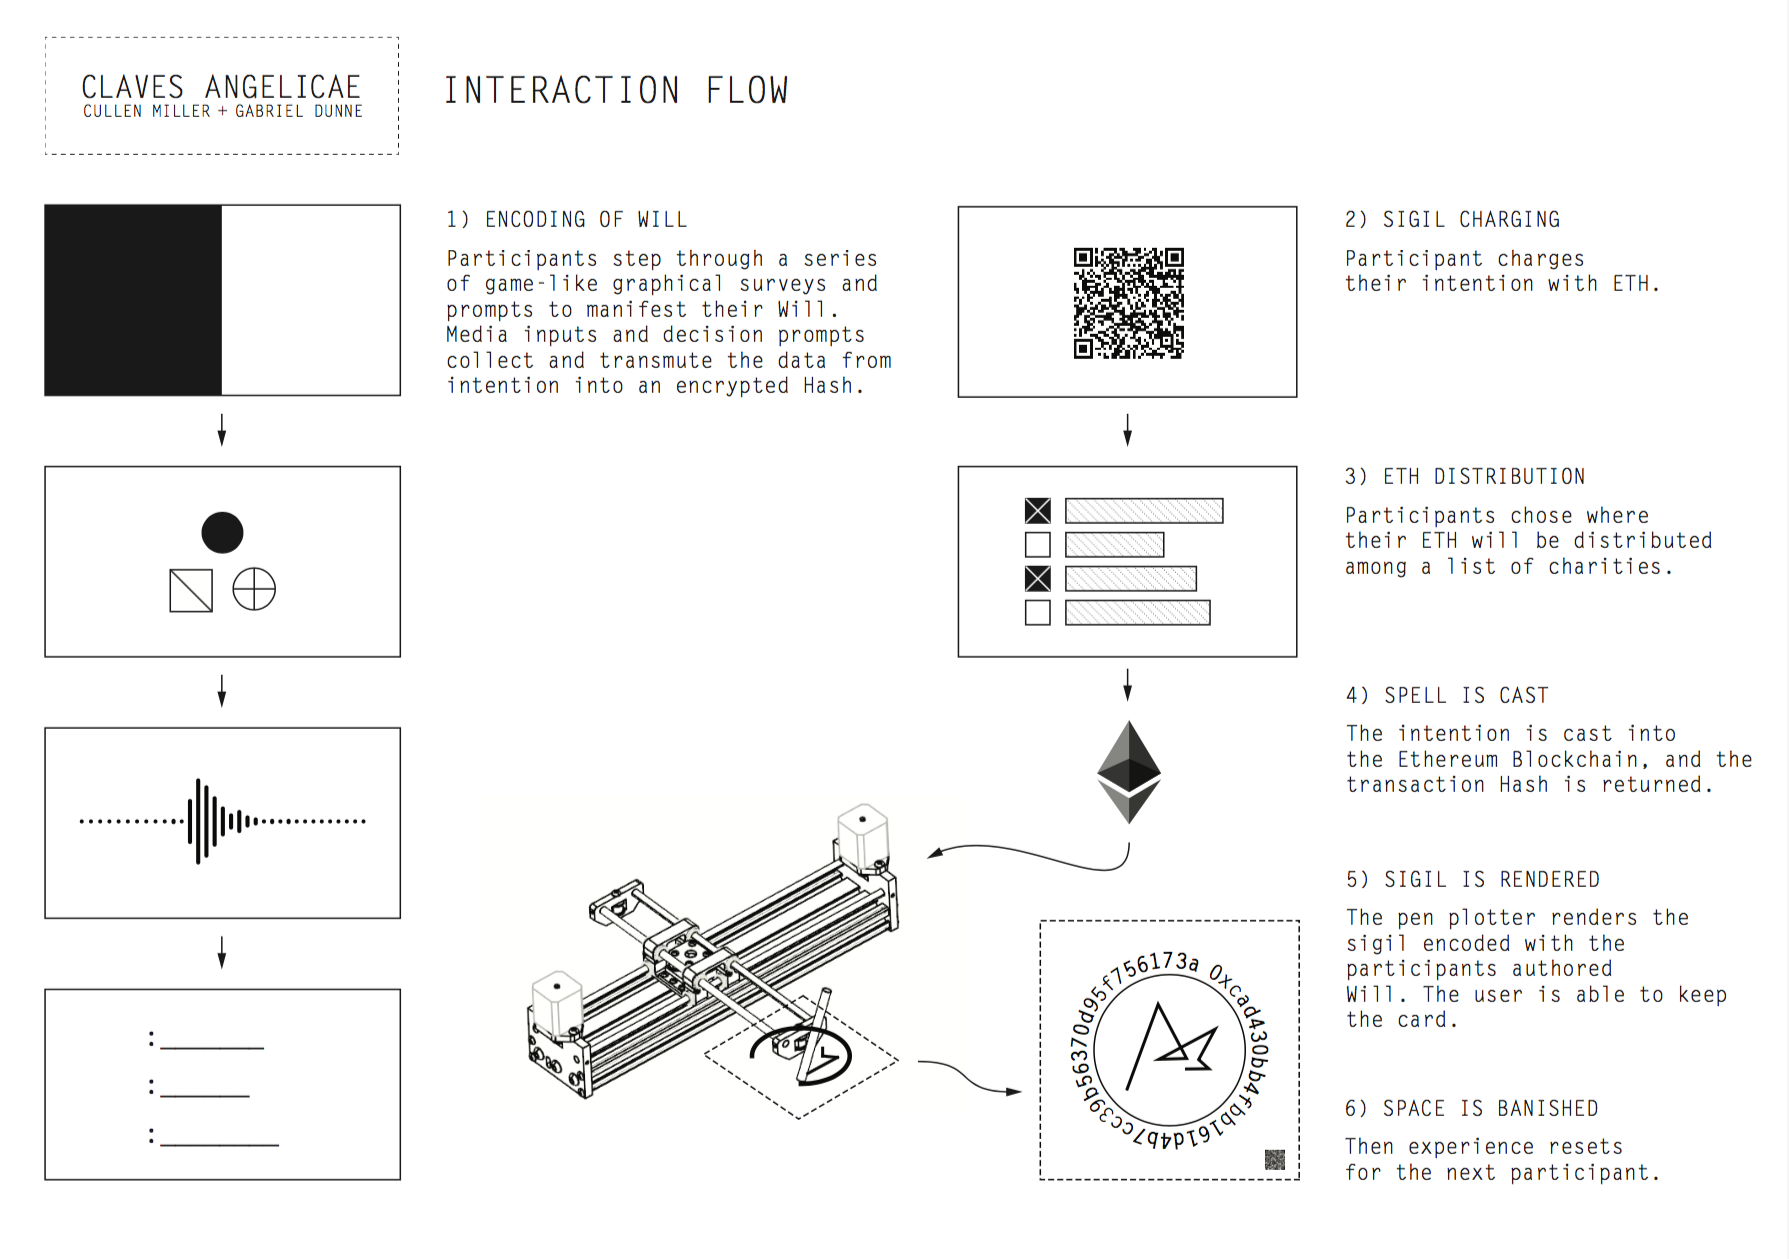 CLAVES ANGELICAE
CULLEN MILLER + GABRIEL DUNNE
INTERACTION FLOW
1) ENCODING OF WILL
Participants step through a series
of game-like graphical surveys and
prompts to manifest their Will.
Media inputs and decision prompts
collect and transmute the data from
intention into an encrypted Hash.
2) SIGIL CHARGING
Participant charges
their intention with ETH.
3) ETH DISTRIBUTION
Participants chose where
their ETH will be distributed
among a list of charities.
4) SPELL IS CAST
The intention is cast into
the Ethereum Blockchain, and the
transaction Hash is returned.
5) SIGIL IS RENDERED
The pen plotter renders the
sigil encoded with the
participants authored
Will. The user is able to keep
the card.
6) SPACE IS BANISHED
Then experience resets
for the next participant.
0xcad430bb4fbb161d4b7cc39b56370d95f756173a